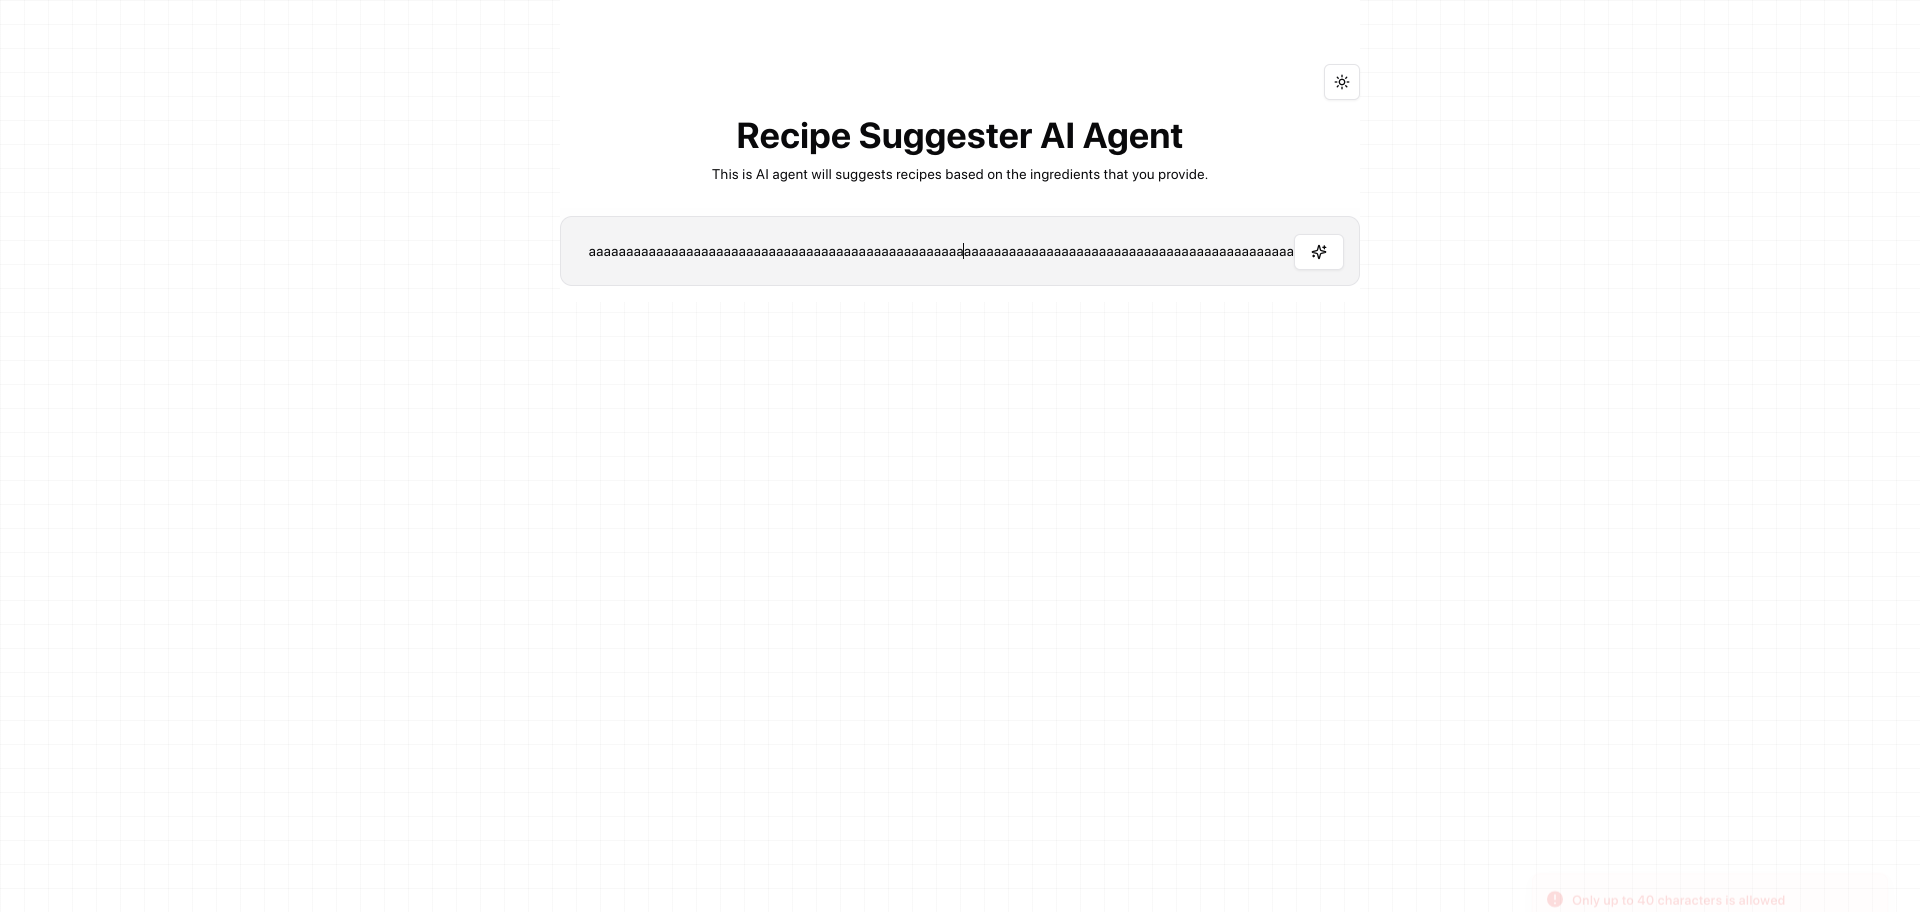 Recipe Suggester AI Agent
This is AI agent will suggests recipes based on the ingredients that you provide.
aaaaaaaaaaaaaaaaaaaaaaaaaaaaaaaaaaaaaaaaaaaaaaaaaaaaaaaaaaaaaaaaaaaaaaaaaaaaaaaaaaaaaaaaaaaaaa
Only up to 40 characters is allowed